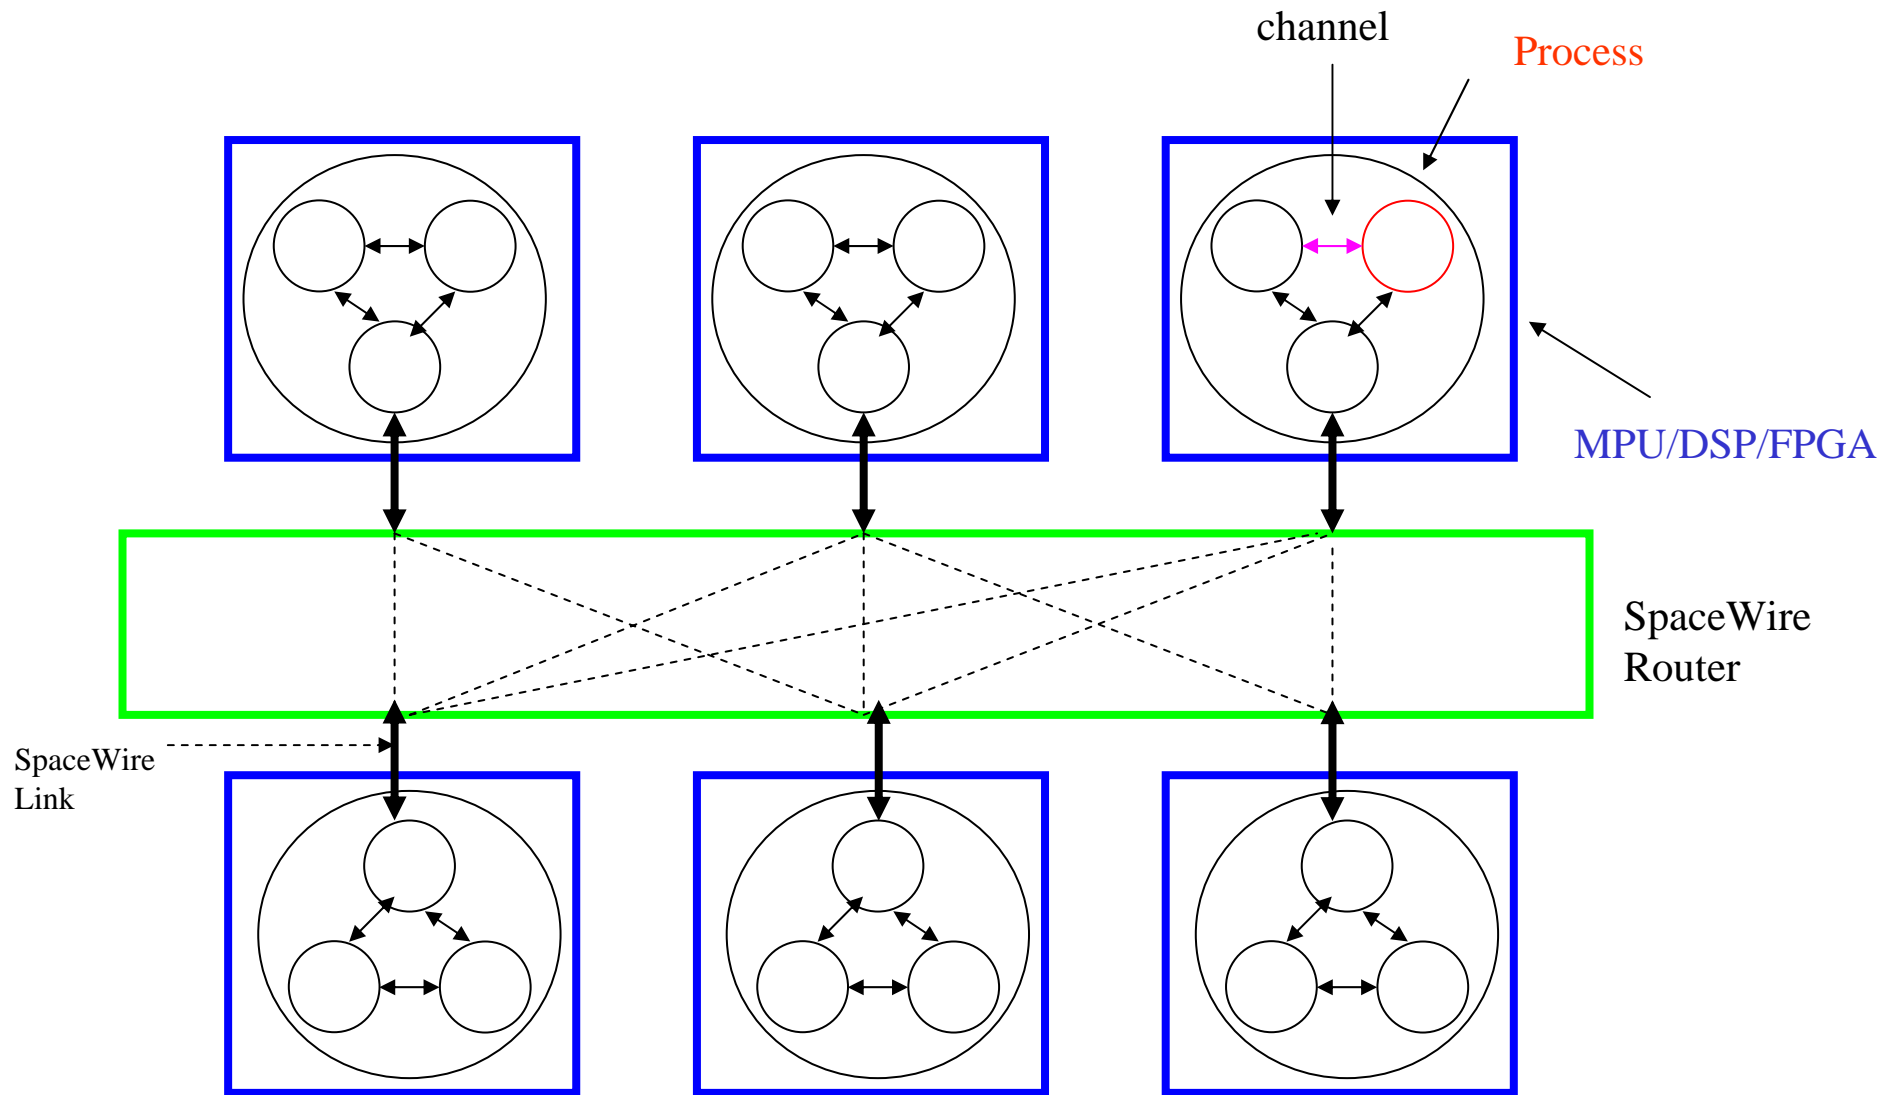 channel
Process
MPU/DSP/FPGA
SpaceWire
Router
SpaceWire
Link